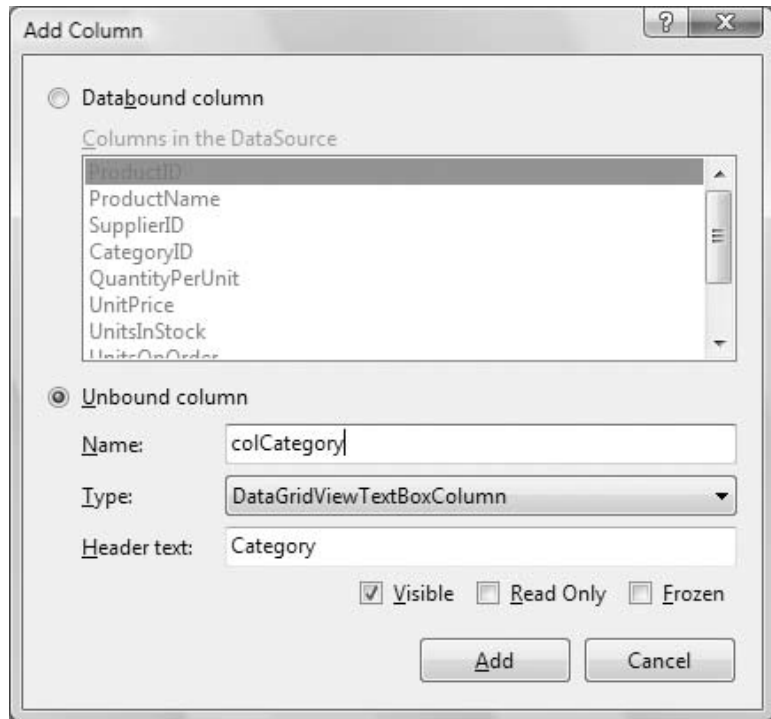 Add Column
Databound column
Columns in the DataSource
ProductID
ProductName
SupplierID
CategoryID
QuantityPerUnit
UnitPrice
UnitsInStock
UnitsOnOrder
Unbound column
Name: colCategory
Type: DataGridViewTextBoxColumn
Header text: Category
Visible Read Only Frozen
Add Cancel